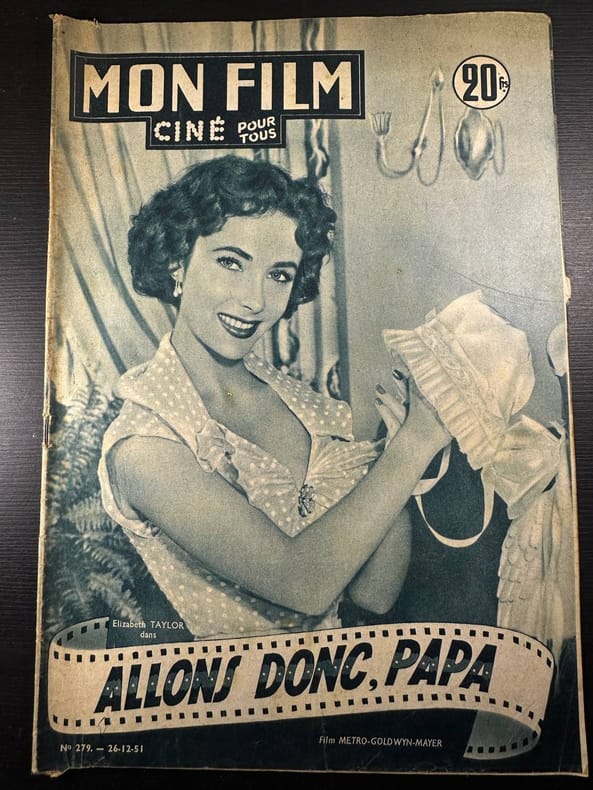 MON FILM
CINÉ POUR TOUS
20 frs
Elizabeth TAYLOR
dans
ALLONS DONC, PAPA
Film METRO-GOLDWYN-MAYER
Nº 279. — 26-12-51